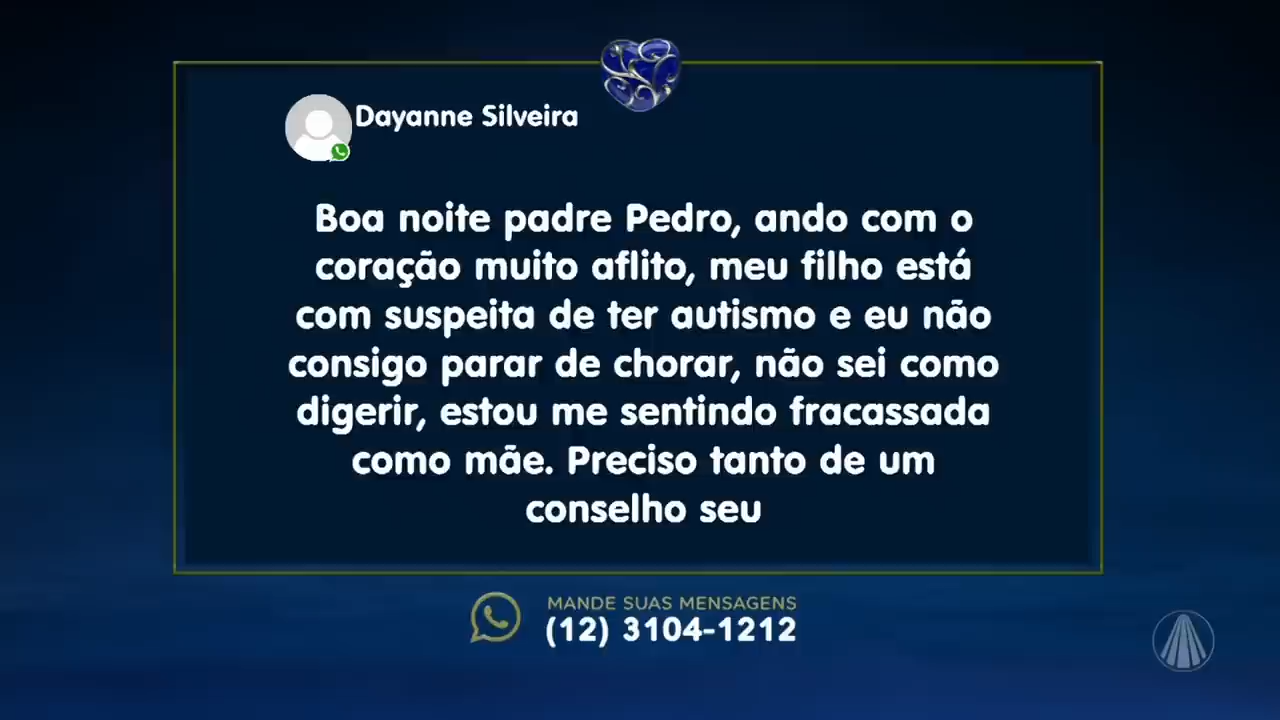 Dayanne Silveira
Boa noite padre Pedro, ando com o
coração muito aflito, meu filho está
com suspeita de ter autismo e eu não
consigo parar de chorar, não sei como
digerir, estou me sentindo fracassada
como mãe. Preciso tanto de um
conselho seu
MANDE SUAS MENSAGENS
(12) 3104-1212